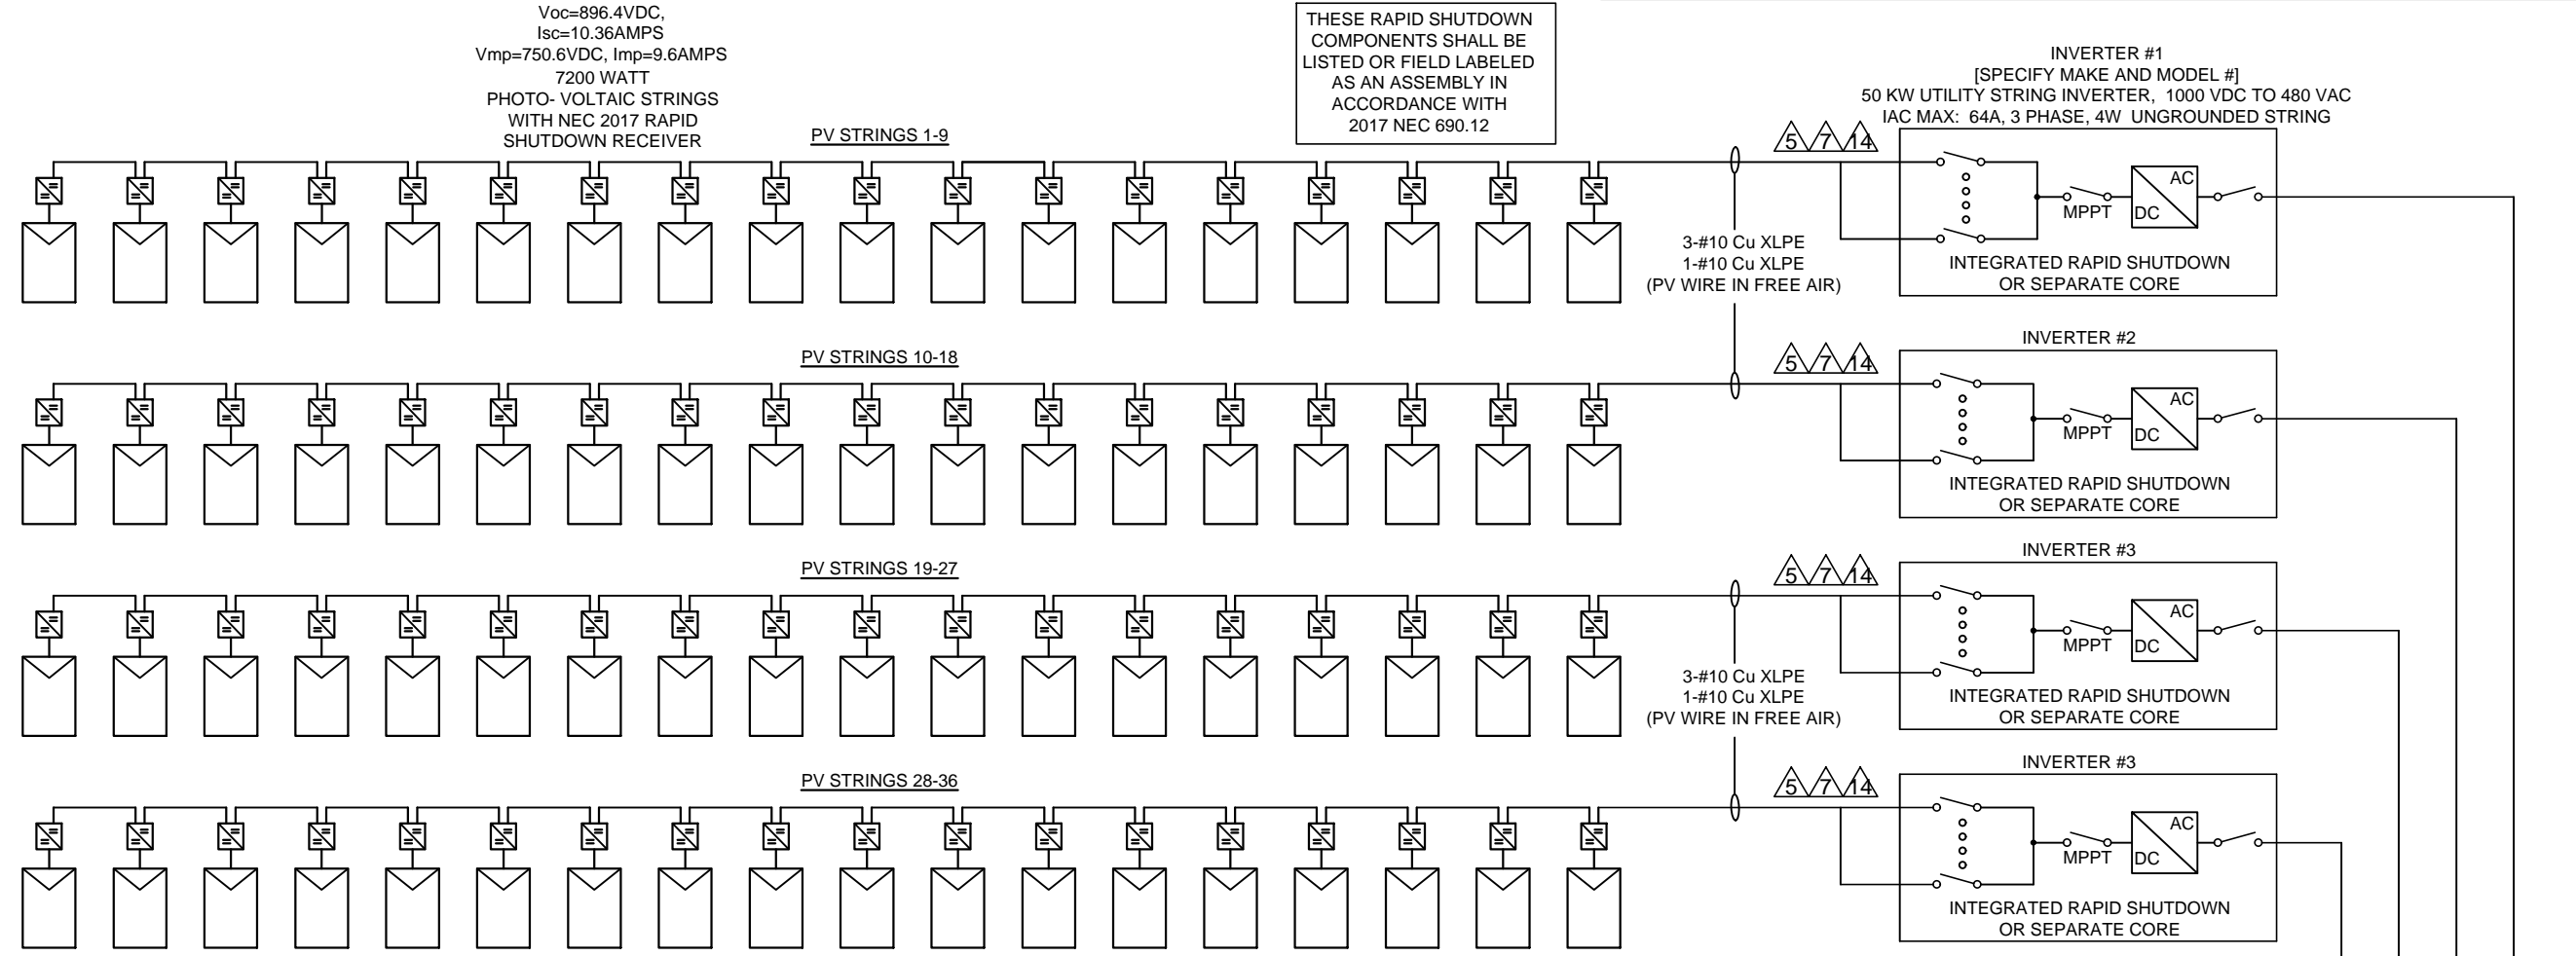 Voc=896.4VDC,
Isc=10.36AMPS
Vmp=750.6VDC, Imp=9.6AMPS
7200 WATT
PHOTO- VOLTAIC STRINGS
WITH NEC 2017 RAPID
SHUTDOWN RECEIVER
PV STRINGS 1-9
THESE RAPID SHUTDOWN
COMPONENTS SHALL BE
LISTED OR FIELD LABELED
AS AN ASSEMBLY IN
ACCORDANCE WITH
2017 NEC 690.12
INVERTER #1
[SPECIFY MAKE AND MODEL #]
50 KW UTILITY STRING INVERTER, 1000 VDC TO 480 VAC
IAC MAX: 64A, 3 PHASE, 4W UNGROUNDED STRING
5 7 14
AC
DC
MPPT
INTEGRATED RAPID SHUTDOWN
OR SEPARATE CORE
3-#10 Cu XLPE
1-#10 Cu XLPE
(PV WIRE IN FREE AIR)
PV STRINGS 10-18
5 7 14
INVERTER #2
AC
DC
MPPT
INTEGRATED RAPID SHUTDOWN
OR SEPARATE CORE
PV STRINGS 19-27
5 7 14
INVERTER #3
AC
DC
MPPT
INTEGRATED RAPID SHUTDOWN
OR SEPARATE CORE
3-#10 Cu XLPE
1-#10 Cu XLPE
(PV WIRE IN FREE AIR)
PV STRINGS 28-36
5 7 14
INVERTER #3
AC
DC
MPPT
INTEGRATED RAPID SHUTDOWN
OR SEPARATE CORE